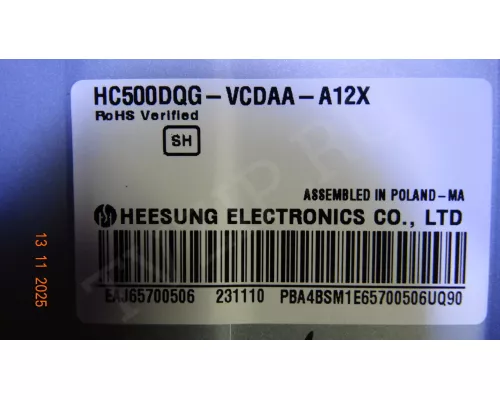 HC500DQG-VCDAA-A12X
RoHS Verified
SH
ASSEMBLED IN POLAND-MA
HEESUNG ELECTRONICS CO., LTD
EAJ65700506 231110 PBA4BSM1E65700506UQ90
13 11 2025